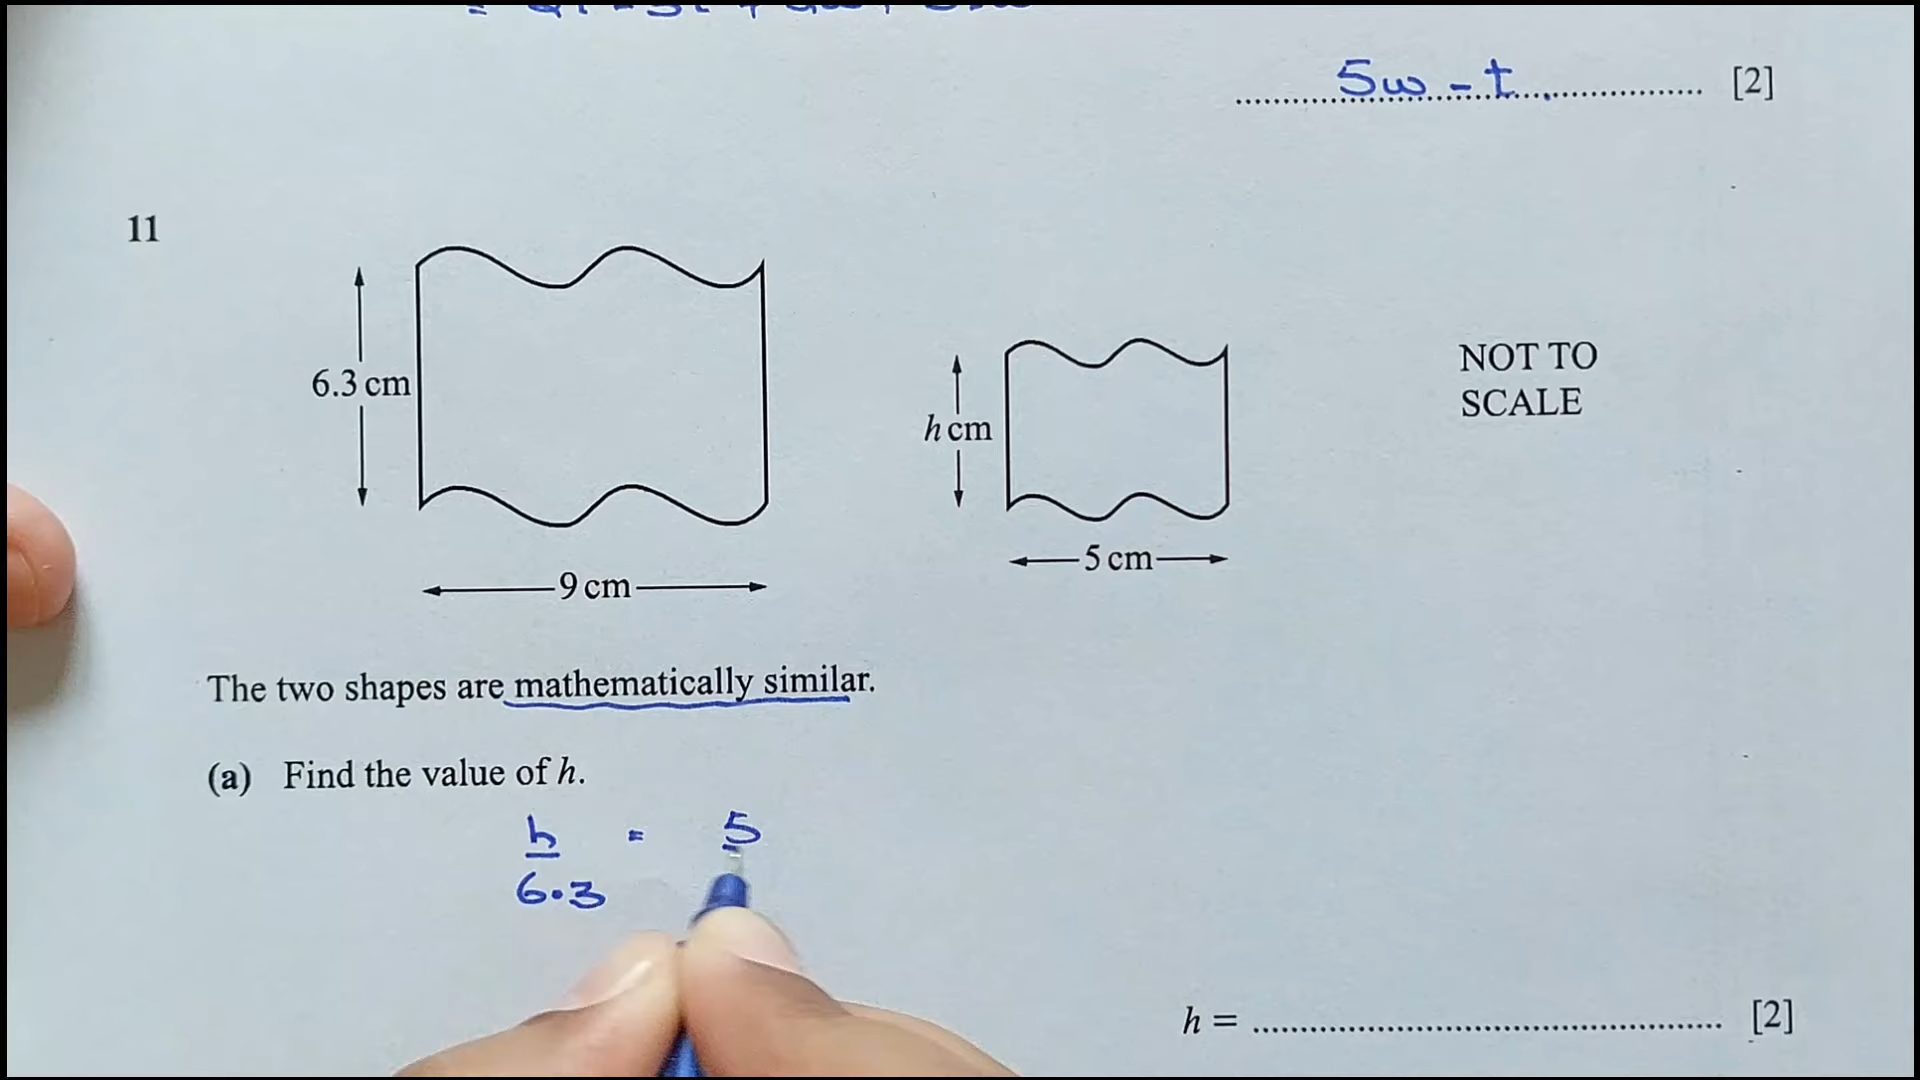 5w - t [2]
11
6.3 cm
h cm
NOT TO
SCALE
5 cm
9 cm
The two shapes are mathematically similar.
(a) Find the value of h.
h = 5
6.3
h = [2]